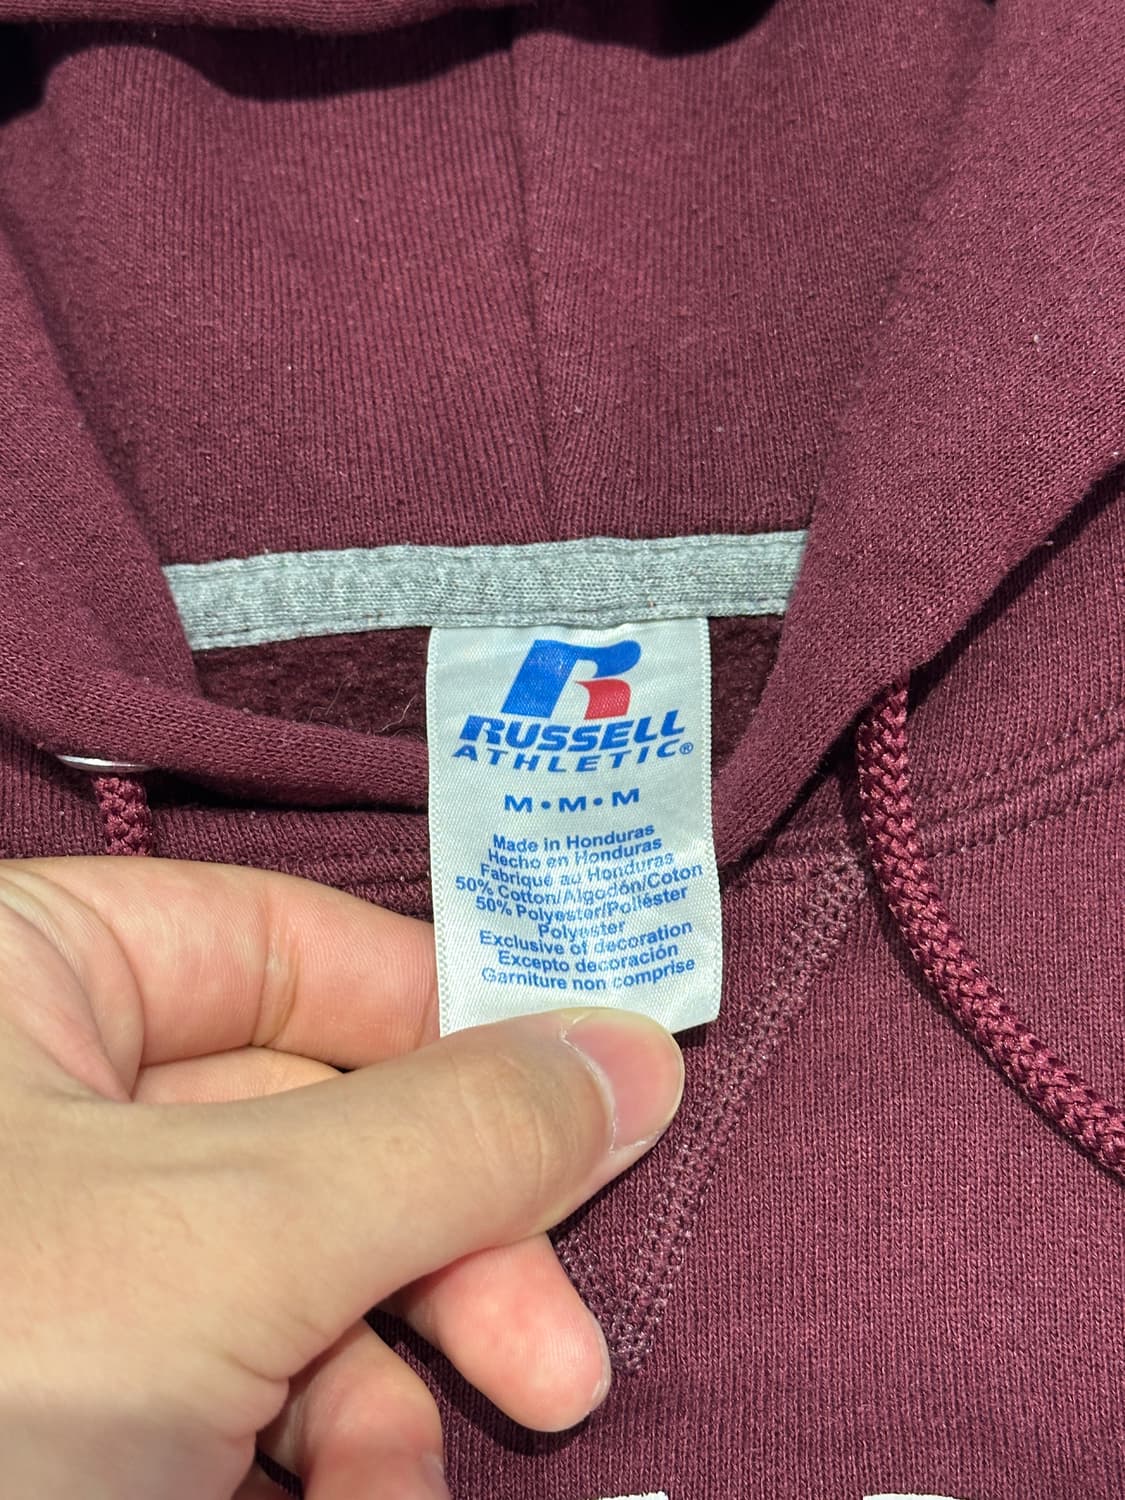 R
RUSSELL
ATHLETIC®
M•M•M
Made in Honduras
Hecho en Honduras
Fabriqué au Honduras
50% Cotton/Algodón/Coton
50% Polyester/Poliéster
Polyester
Exclusive of decoration
Excepto decoración
Garniture non comprise